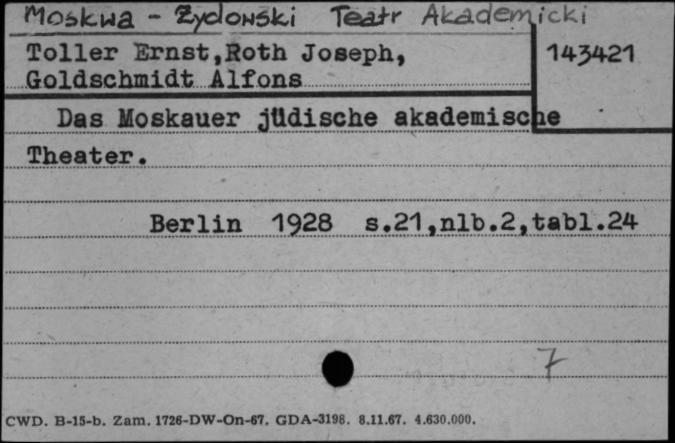 Moskwa - Żydowski Teatr Akademicki
Toller Ernst,Roth Joseph,
Goldschmidt Alfons
143421
Das Moskauer jüdische akademische
Theater.
Berlin 1928 s.21,nlb.2,tabl.24
7
CWD. B-15-b. Zam. 1726-DW-On-67. GDA-3198. 8.11.67. 4.630.000.